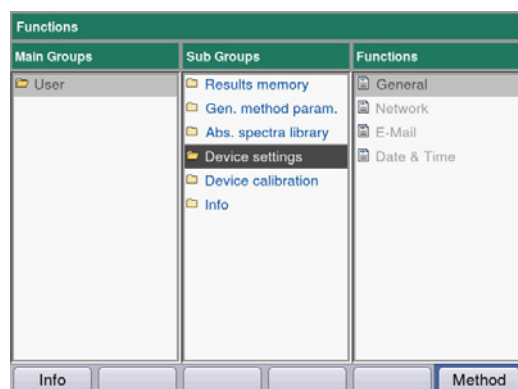 Functions
Main Groups
Sub Groups
Functions
User
Results memory
Gen. method param.
Abs. spectra library
Device settings
Device calibration
Info
General
Network
E-Mail
Date & Time
Info
Method